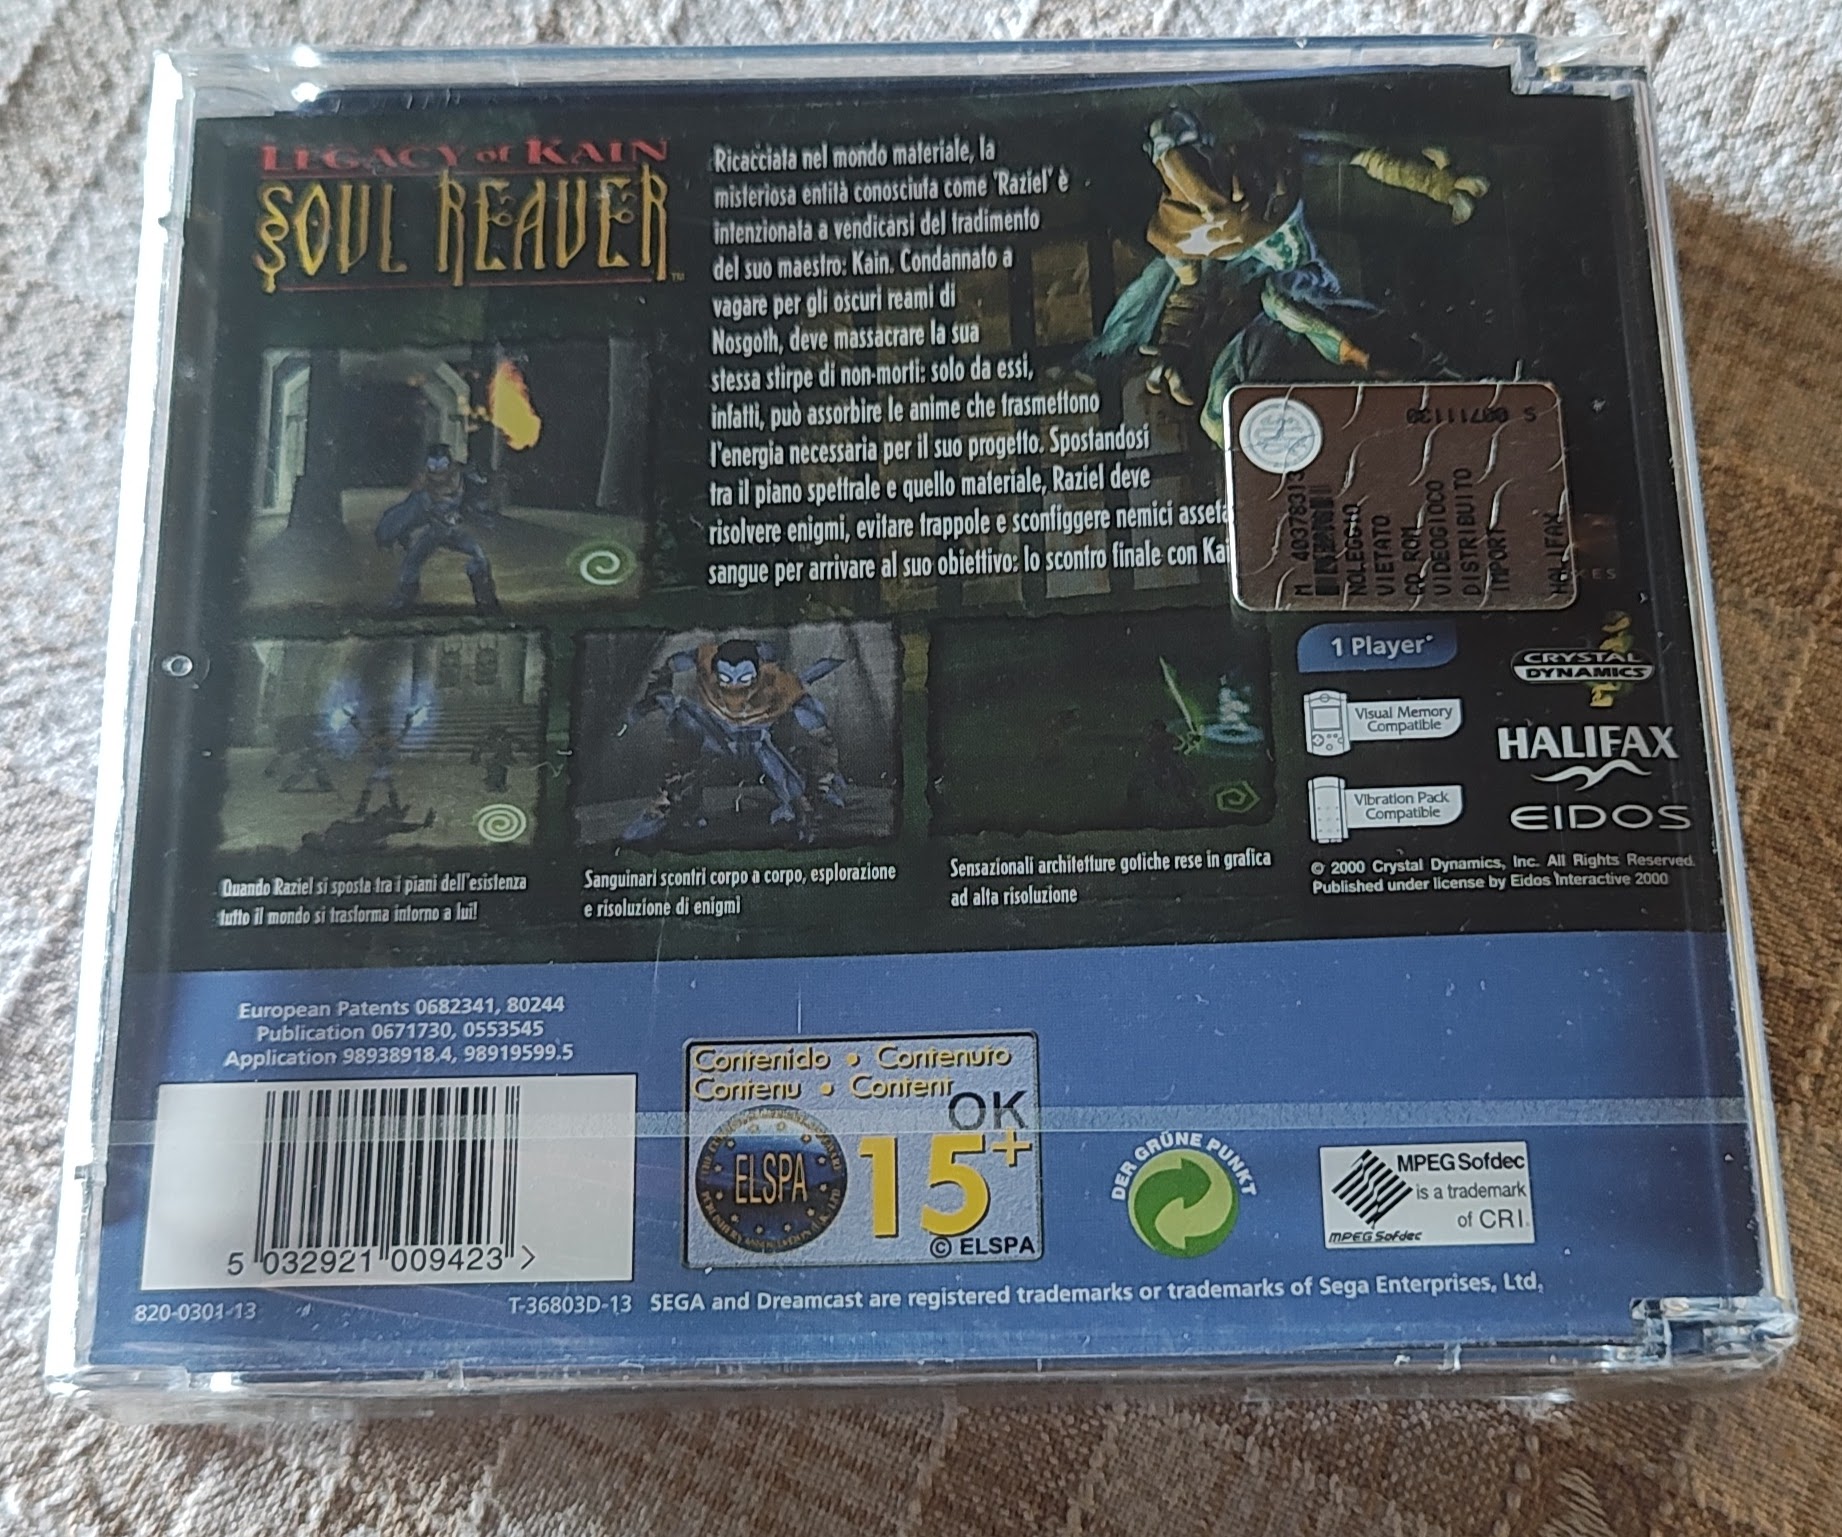 LEGACY of KAIN
SOUL REAVER™
Ricacciata nel mondo materiale, la
misteriosa entità conosciuta come 'Raziel' è
intenzionata a vendicarsi del tradimento
del suo maestro: Kain. Condannato a
vagare per gli oscuri reami di
Nosgoth, deve massacrare la sua
stessa stirpe di non-morti: solo da essi,
infatti, può assorbire le anime che trasmettono
l'energia necessaria per il suo progetto. Spostandosi
tra il piano spettrale e quello materiale, Raziel deve
risolvere enigmi, evitare trappole e sconfiggere nemici asseta
sangue per arrivare al suo obiettivo: lo scontro finale con Kai
S 00711130
M 40378313
NOLEGGIO
VIETATO
CD ROM
VIDEOGIOCO
DISTRIBUITO
IMPORT
HALIFAX
Quando Raziel si sposta tra i piani dell'esistenza
tutto il mondo si trasforma intorno a lui!
Sanguinari scontri corpo a corpo, esplorazione
e risoluzione di enigmi
Sensazionali architetture gotiche rese in grafica
ad alta risoluzione
1 Player
Visual Memory
Compatible
Vibration Pack
Compatible
CRYSTAL
DYNAMICS
HALIFAX
EIDOS
© 2000 Crystal Dynamics, Inc. All Rights Reserved.
Published under license by Eidos Interactive 2000
European Patents 0682341, 80244
Publication 0671730, 0553545
Application 98938918.4, 98919599.5
5 032921 009423 >
Contenido • Contenuto
Contenu • Content
OK
ELSPA
15+
© ELSPA
DER GRÜNE PUNKT
MPEG Sofdec
is a trademark
of CRI.
MPEG Sofdec
820-0301-13
T-36803D-13 SEGA and Dreamcast are registered trademarks or trademarks of Sega Enterprises, Ltd.